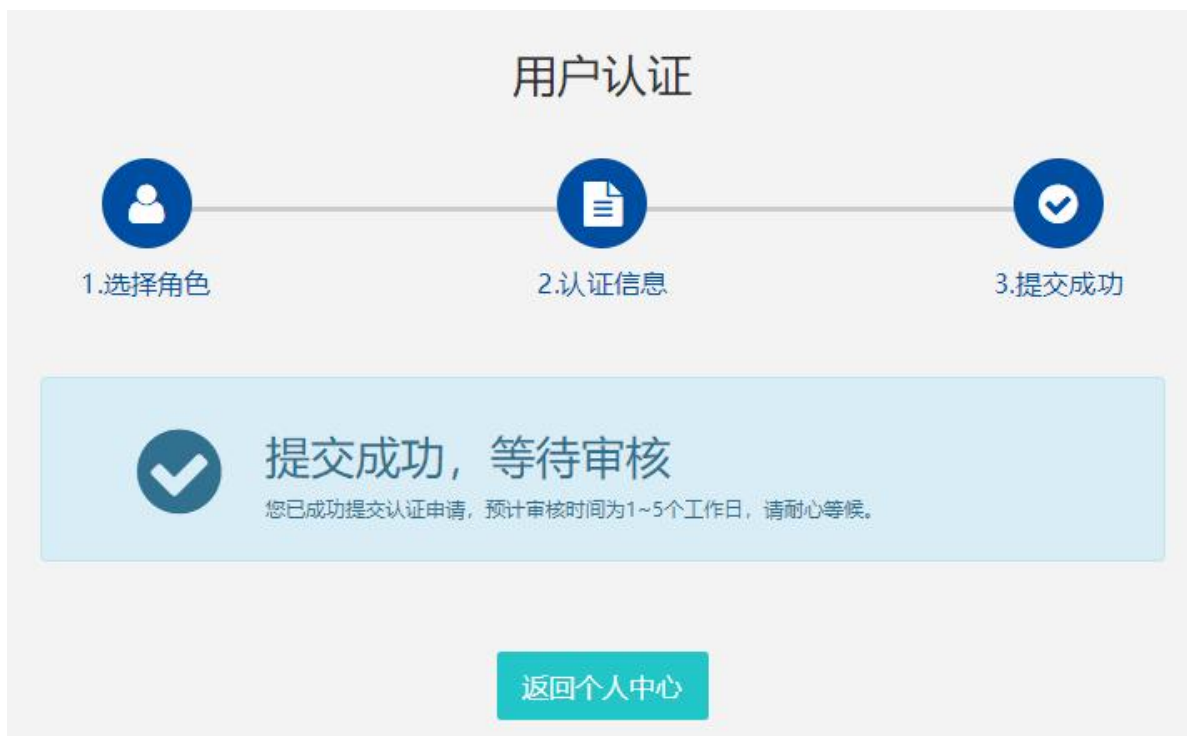 用户认证
1.选择角色
2.认证信息
3.提交成功
提交成功，等待审核
您已成功提交认证申请，预计审核时间为1~5个工作日，请耐心等候。
返回个人中心